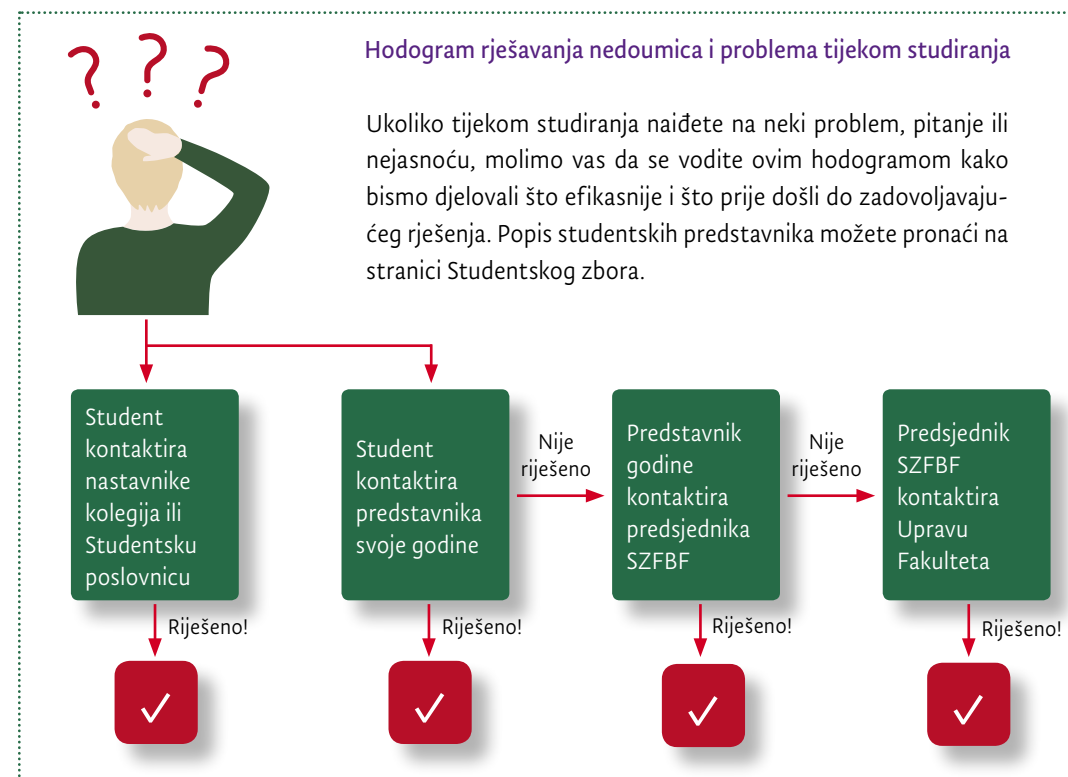 ? ? ?
Hodogram rješavanja nedoumica i problema tijekom studiranja
Ukoliko tijekom studiranja naiđete na neki problem, pitanje ili
nejasnoću, molimo vas da se vodite ovim hodogramom kako
bismo djelovali što efikasnije i što prije došli do zadovoljavaju-
ćeg rješenja. Popis studentskih predstavnika možete pronaći na
stranici Studentskog zbora.
Student
kontaktira
nastavnike
kolegija ili
Studentsku
poslovnicu
Riješeno!
Student
kontaktira
predstavnika
svoje godine
Riješeno!
Nije
riješeno
Predstavnik
godine
kontaktira
predsjednika
SZFBF
Riješeno!
Nije
riješeno
Predsjednik
SZFBF
kontaktira
Upravu
Fakulteta
Riješeno!